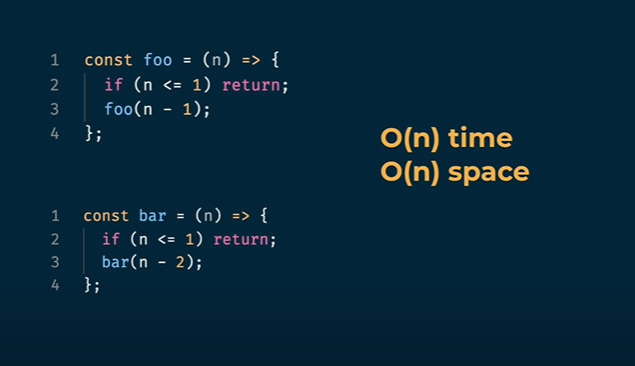 1 const foo = (n) => {
2 if (n <= 1) return;
3 foo(n - 1);
4 };
O(n) time
O(n) space
1 const bar = (n) => {
2 if (n <= 1) return;
3 bar(n - 2);
4 };